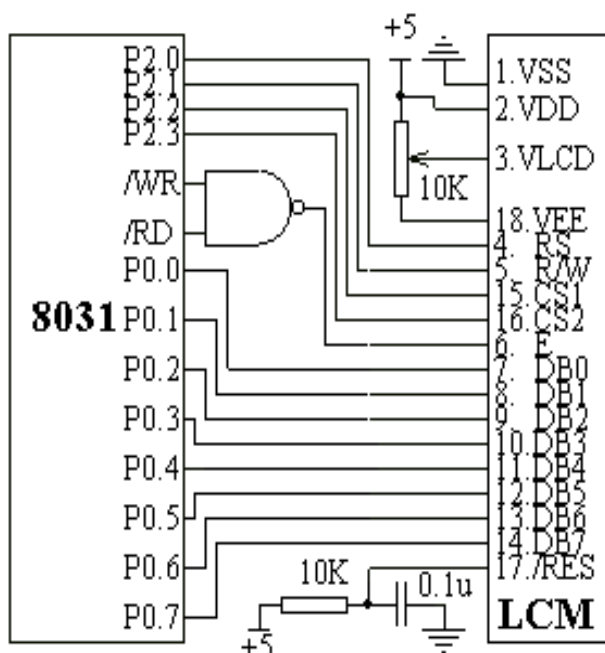 P2.0
P2.1
P2.2
P2.3
/WR
/RD
P0.0
8031
P0.1
P0.2
P0.3
P0.4
P0.5
P0.6
P0.7
+5
10K
10K
0.1u
+5
1.VSS
2.VDD
3.VLCD
18.VEE
4. RS
5. R/W
15.CS1
16.CS2
6. E
7. DB0
8. DB1
9. DB2
10.DB3
11.DB4
12.DB5
13.DB6
14.DB7
17./RES
LCM